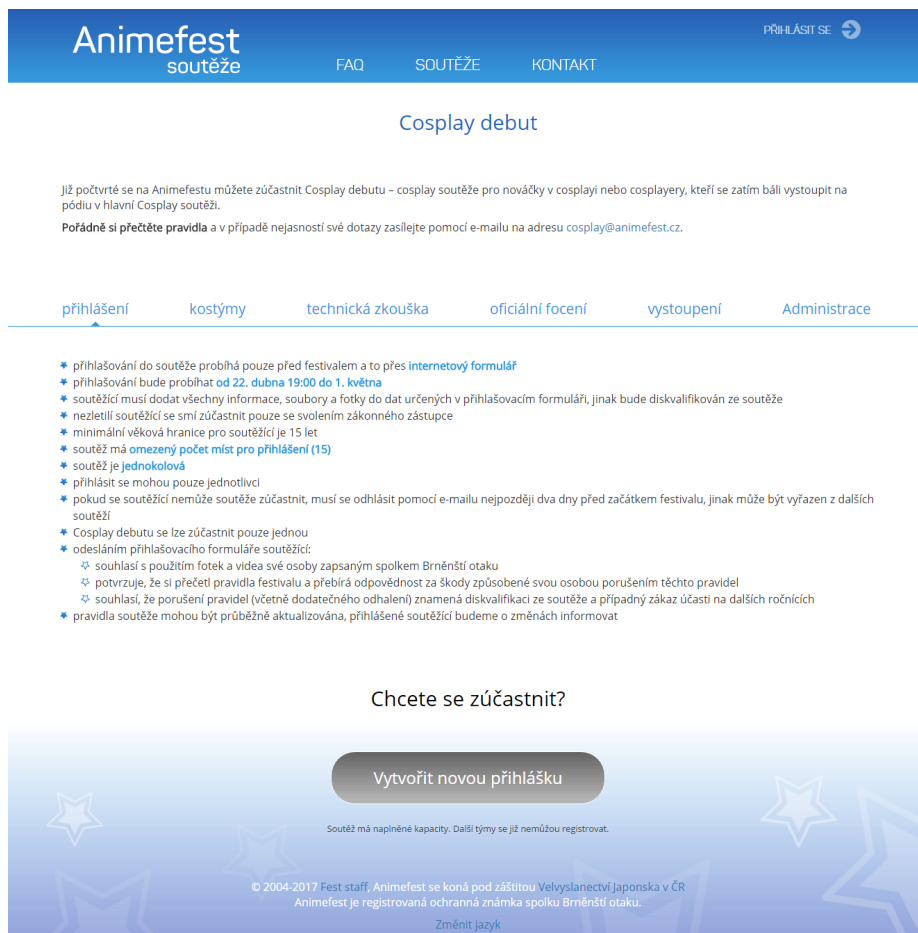 Animefest
soutěže
FAQ
SOUTĚŽE
KONTAKT
PŘIHLÁSIT SE
Cosplay debut
Již počtvrté se na Animefestu můžete zúčastnit Cosplay debutu – cosplay soutěže pro nováčky v cosplayi nebo cosplayery, kteří se zatím báli vystoupit na
pódiu v hlavní Cosplay soutěži.
Pořádně si přečtěte pravidla a v případě nejasností své dotazy zasílejte pomocí e-mailu na adresu cosplay@animefest.cz.
přihlášení
kostýmy
technická zkouška
oficiální focení
vystoupení
Administrace
přihlašování do soutěže probíhá pouze před festivalem a to přes internetový formulář
přihlašování bude probíhat od 22. dubna 19:00 do 1. května
soutěžící musí dodat všechny informace, soubory a fotky do dat určených v přihlašovacím formuláři, jinak bude diskvalifikován ze soutěže
nezletilí soutěžící se smí zúčastnit pouze se svolením zákonného zástupce
minimální věková hranice pro soutěžící je 15 let
soutěž má omezený počet míst pro přihlášení (15)
soutěž je jednokolová
přihlásit se mohou pouze jednotlivci
pokud se soutěžící nemůže soutěže zúčastnit, musí se odhlásit pomocí e-mailu nejpozději dva dny před začátkem festivalu, jinak může být vyřazen z dalších
soutěží
Cosplay debutu se lze zúčastnit pouze jednou
odesláním přihlašovacího formuláře soutěžící:
souhlasí s použitím fotek a videa své osoby zapsaným spolkem Brněnští otaku
potvrzuje, že si přečetl pravidla festivalu a přebírá odpovědnost za škody způsobené svou osobou porušením těchto pravidel
souhlasí, že porušení pravidel (včetně dodatečného odhalení) znamená diskvalifikaci ze soutěže a případný zákaz účasti na dalších ročnících
pravidla soutěže mohou být průběžně aktualizována, přihlášené soutěžící budeme o změnách informovat
Chcete se zúčastnit?
Vytvořit novou přihlášku
Soutěž má naplněné kapacity. Další týmy se již nemůžou registrovat.
© 2004-2017 Fest staff, Animefest se koná pod záštitou Velvyslanectví Japonska v ČR
Animefest je registrovaná ochranná známka spolku Brněnští otaku.
Změnit jazyk